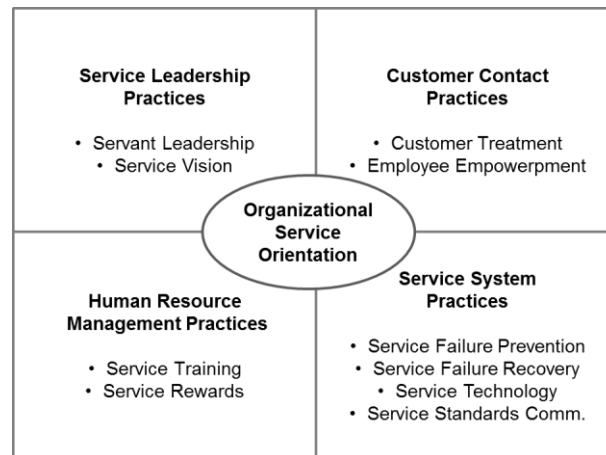 Service Leadership
Practices
• Servant Leadership
• Service Vision
Customer Contact
Practices
• Customer Treatment
• Employee Empowerpment
Organizational
Service
Orientation
Human Resource
Management Practices
• Service Training
• Service Rewards
Service System
Practices
• Service Failure Prevention
• Service Failure Recovery
• Service Technology
• Service Standards Comm.